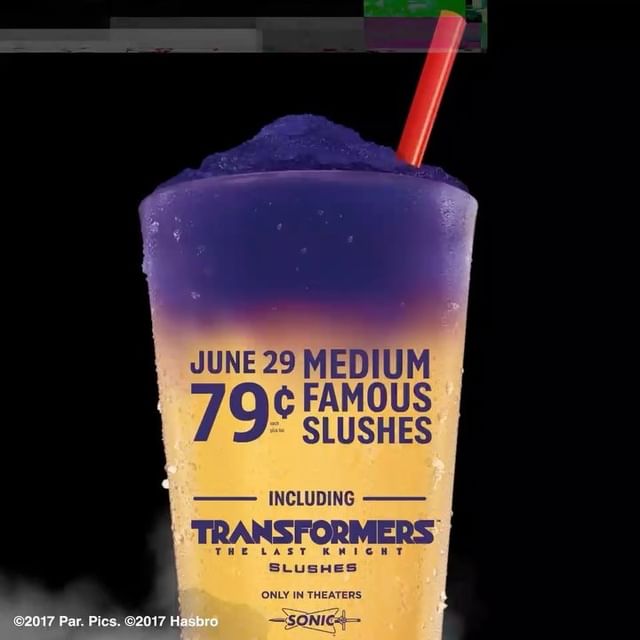 JUNE 29 MEDIUM
79¢ FAMOUS
SLUSHES
INCLUDING
TRANSFORMERS
THE LAST KNIGHT
SLUSHES
ONLY IN THEATERS
SONIC
©2017 Par. Pics. ©2017 Hasbro